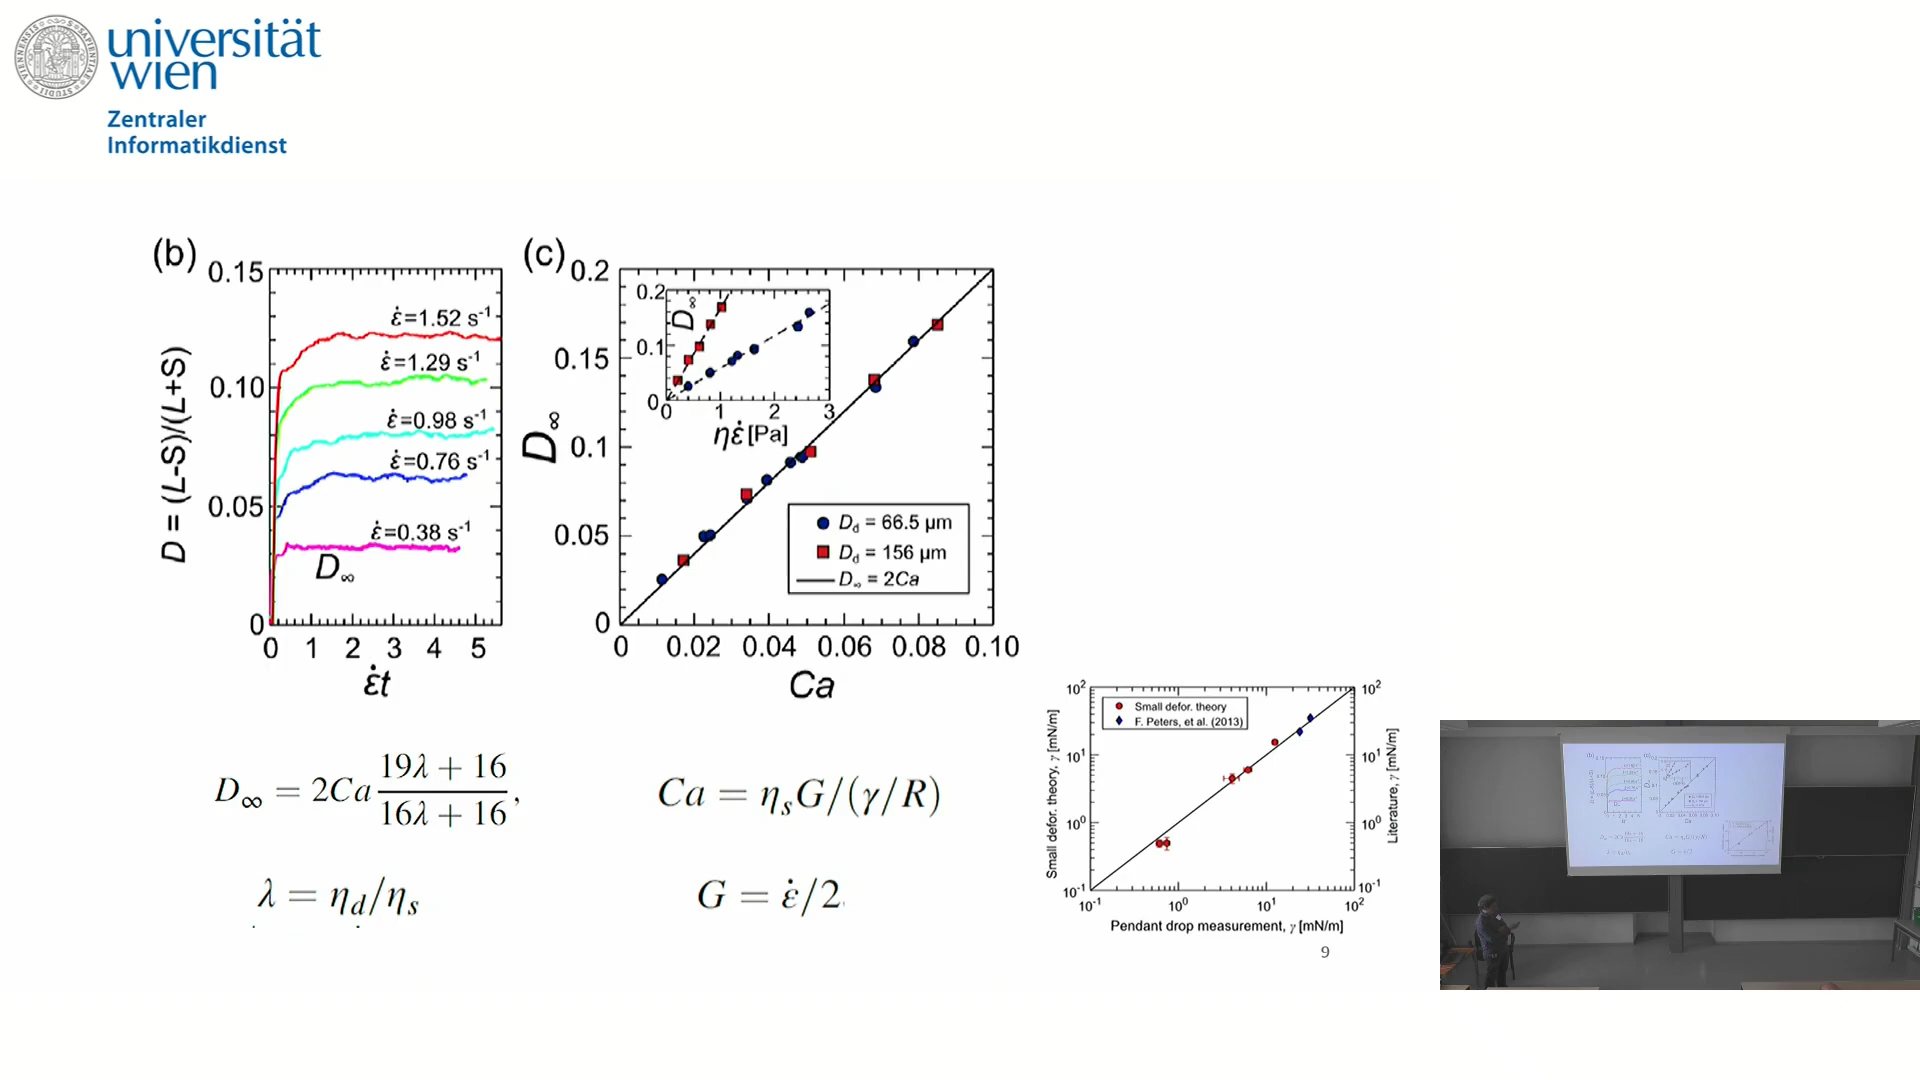 universität
wien
Zentraler
Informatikdienst
(b)
0.15
0.10
0.05
0
D = (L-S)/(L+S)
ε̇=1.52 s⁻¹
ε̇=1.29 s⁻¹
ε̇=0.98 s⁻¹
ε̇=0.76 s⁻¹
ε̇=0.38 s⁻¹
D∞
0 1 2 3 4 5
ε̇t
(c)
0.2
0.15
0.1
0.05
0
D∞
0.2
0.1
0
D∞
0 1 2 3
ηε̇ [Pa]
D_d = 66.5 µm
D_d = 156 µm
D∞ = 2Ca
0 0.02 0.04 0.06 0.08 0.10
Ca
D∞ = 2Ca (19λ + 16)/(16λ + 16),
Ca = η_s G/(γ/R)
λ = η_d/η_s
G = ε̇/2
Small defor. theory, γ [mN/m]
10²
10¹
10⁰
10⁻¹
Small defor. theory
F. Peters, et al. (2013)
10²
10¹
10⁰
10⁻¹
Literature, γ [mN/m]
10⁻¹ 10⁰ 10¹ 10²
Pendant drop measurement, γ [mN/m]
9